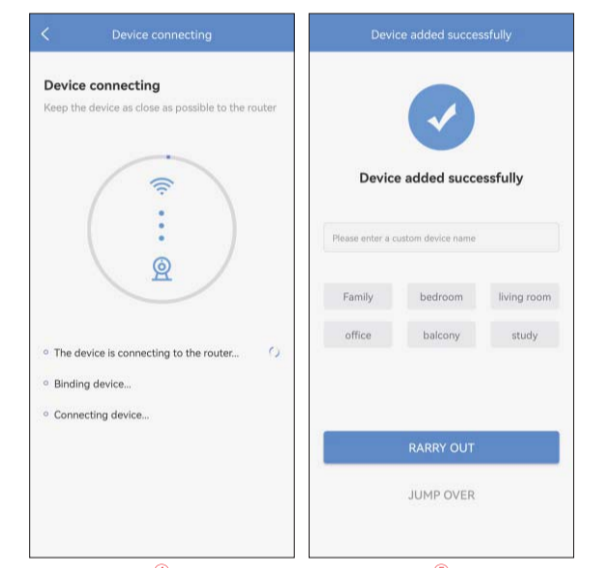 Device connecting
Device connecting
Keep the device as close as possible to the router
The device is connecting to the router...
Binding device...
Connecting device...
Device added successfully
Device added successfully
Please enter a custom device name
Family bedroom living room
office balcony study
RARRY OUT
JUMP OVER